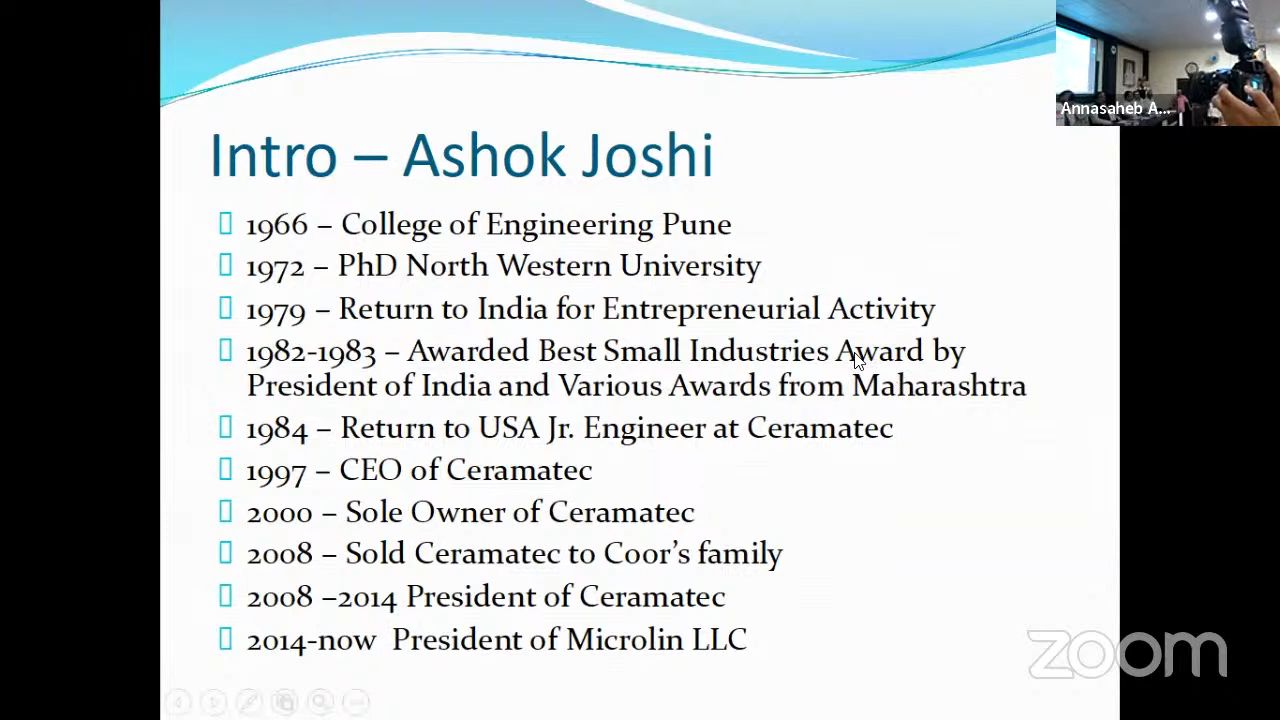 Annasaheb A...
Intro – Ashok Joshi
1966 – College of Engineering Pune
1972 – PhD North Western University
1979 – Return to India for Entrepreneurial Activity
1982-1983 – Awarded Best Small Industries Award by
President of India and Various Awards from Maharashtra
1984 – Return to USA Jr. Engineer at Ceramatec
1997 – CEO of Ceramatec
2000 – Sole Owner of Ceramatec
2008 – Sold Ceramatec to Coor's family
2008 –2014 President of Ceramatec
2014-now President of Microlin LLC
zoom